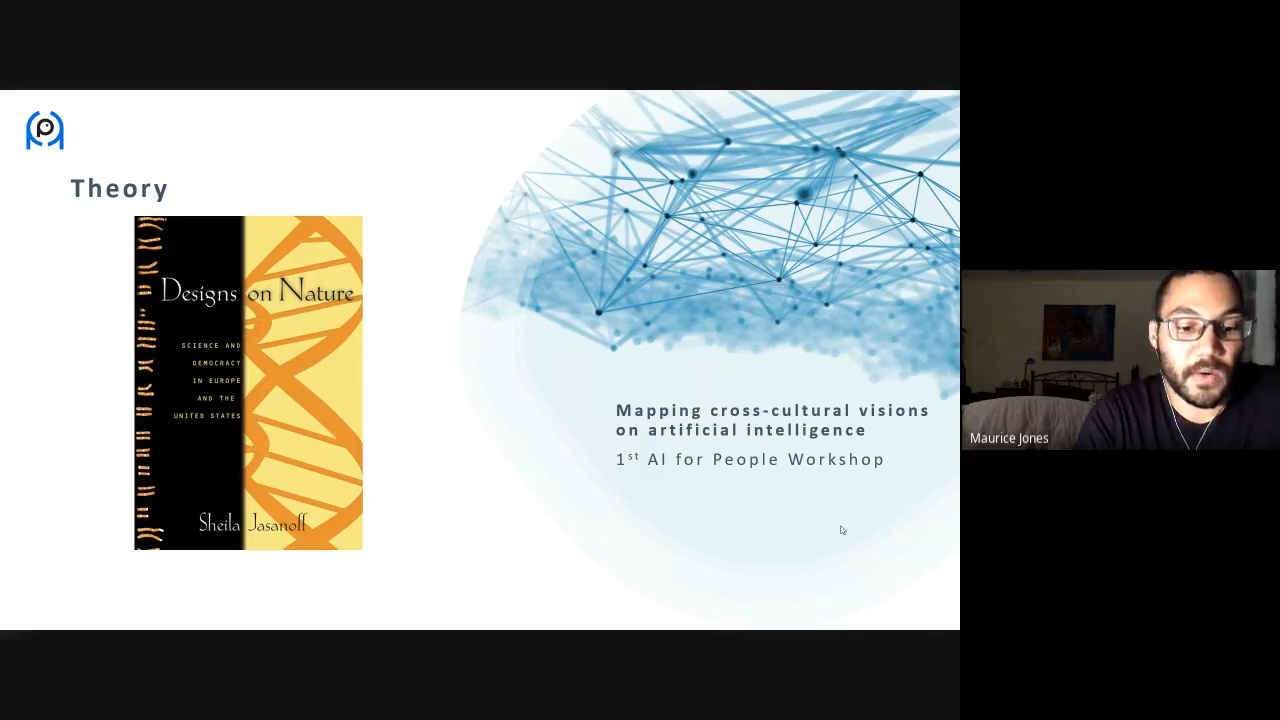 Theory
Designs on Nature
SCIENCE AND
DEMOCRACY
IN EUROPE
AND THE
UNITED STATES
Sheila Jasanoff
Mapping cross-cultural visions
on artificial intelligence
1st AI for People Workshop
Maurice Jones